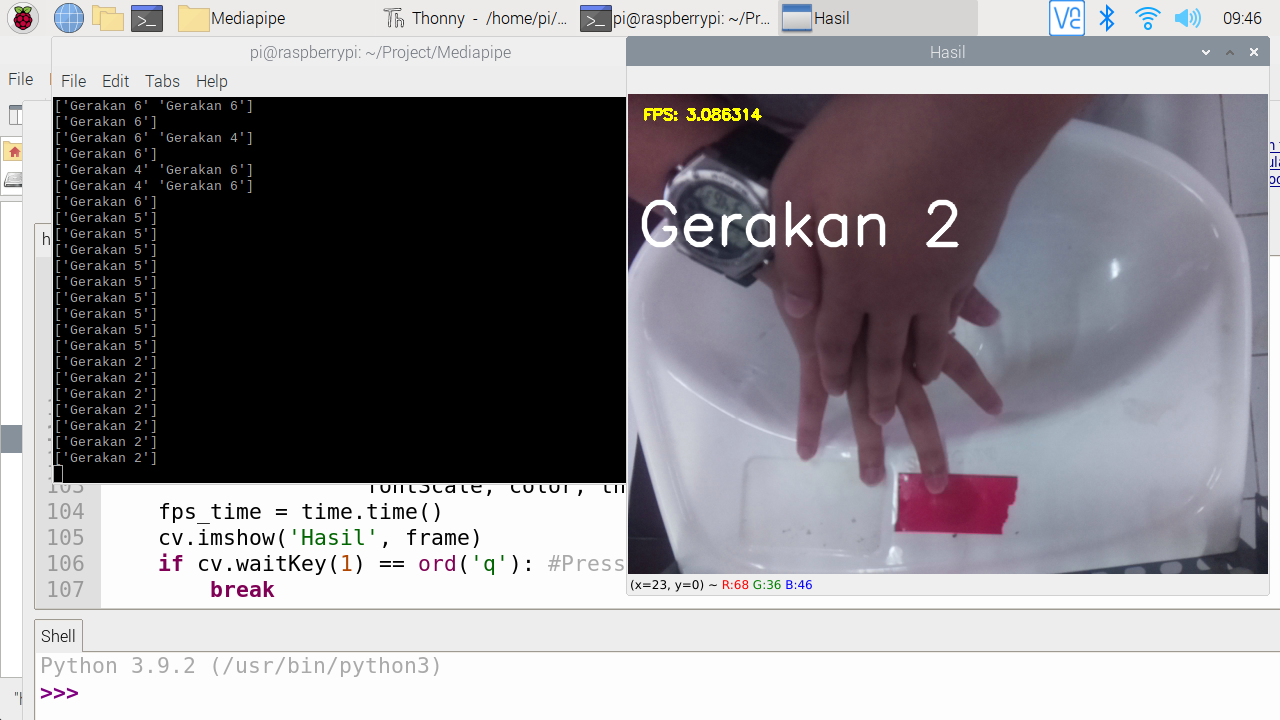 Mediapipe
Thonny - /home/pi/...
pi@raspberrypi: ~/Pr...
Hasil
09:46
File
pi@raspberrypi: ~/Project/Mediapipe
File Edit Tabs Help
['Gerakan 6' 'Gerakan 6']
['Gerakan 6']
['Gerakan 6' 'Gerakan 4']
['Gerakan 6']
['Gerakan 4' 'Gerakan 6']
['Gerakan 4' 'Gerakan 6']
['Gerakan 6']
['Gerakan 5']
['Gerakan 5']
['Gerakan 5']
['Gerakan 5']
['Gerakan 5']
['Gerakan 5']
['Gerakan 5']
['Gerakan 5']
['Gerakan 5']
['Gerakan 2']
['Gerakan 2']
['Gerakan 2']
['Gerakan 2']
['Gerakan 2']
['Gerakan 2']
['Gerakan 2']
Hasil
FPS: 3.086314
Gerakan 2
(x=23, y=0) ~ R:68 G:36 B:46
103 fontScale, color, th
104 fps_time = time.time()
105 cv.imshow('Hasil', frame)
106 if cv.waitKey(1) == ord('q'): #Press
107 break
Shell
Python 3.9.2 (/usr/bin/python3)
>>>